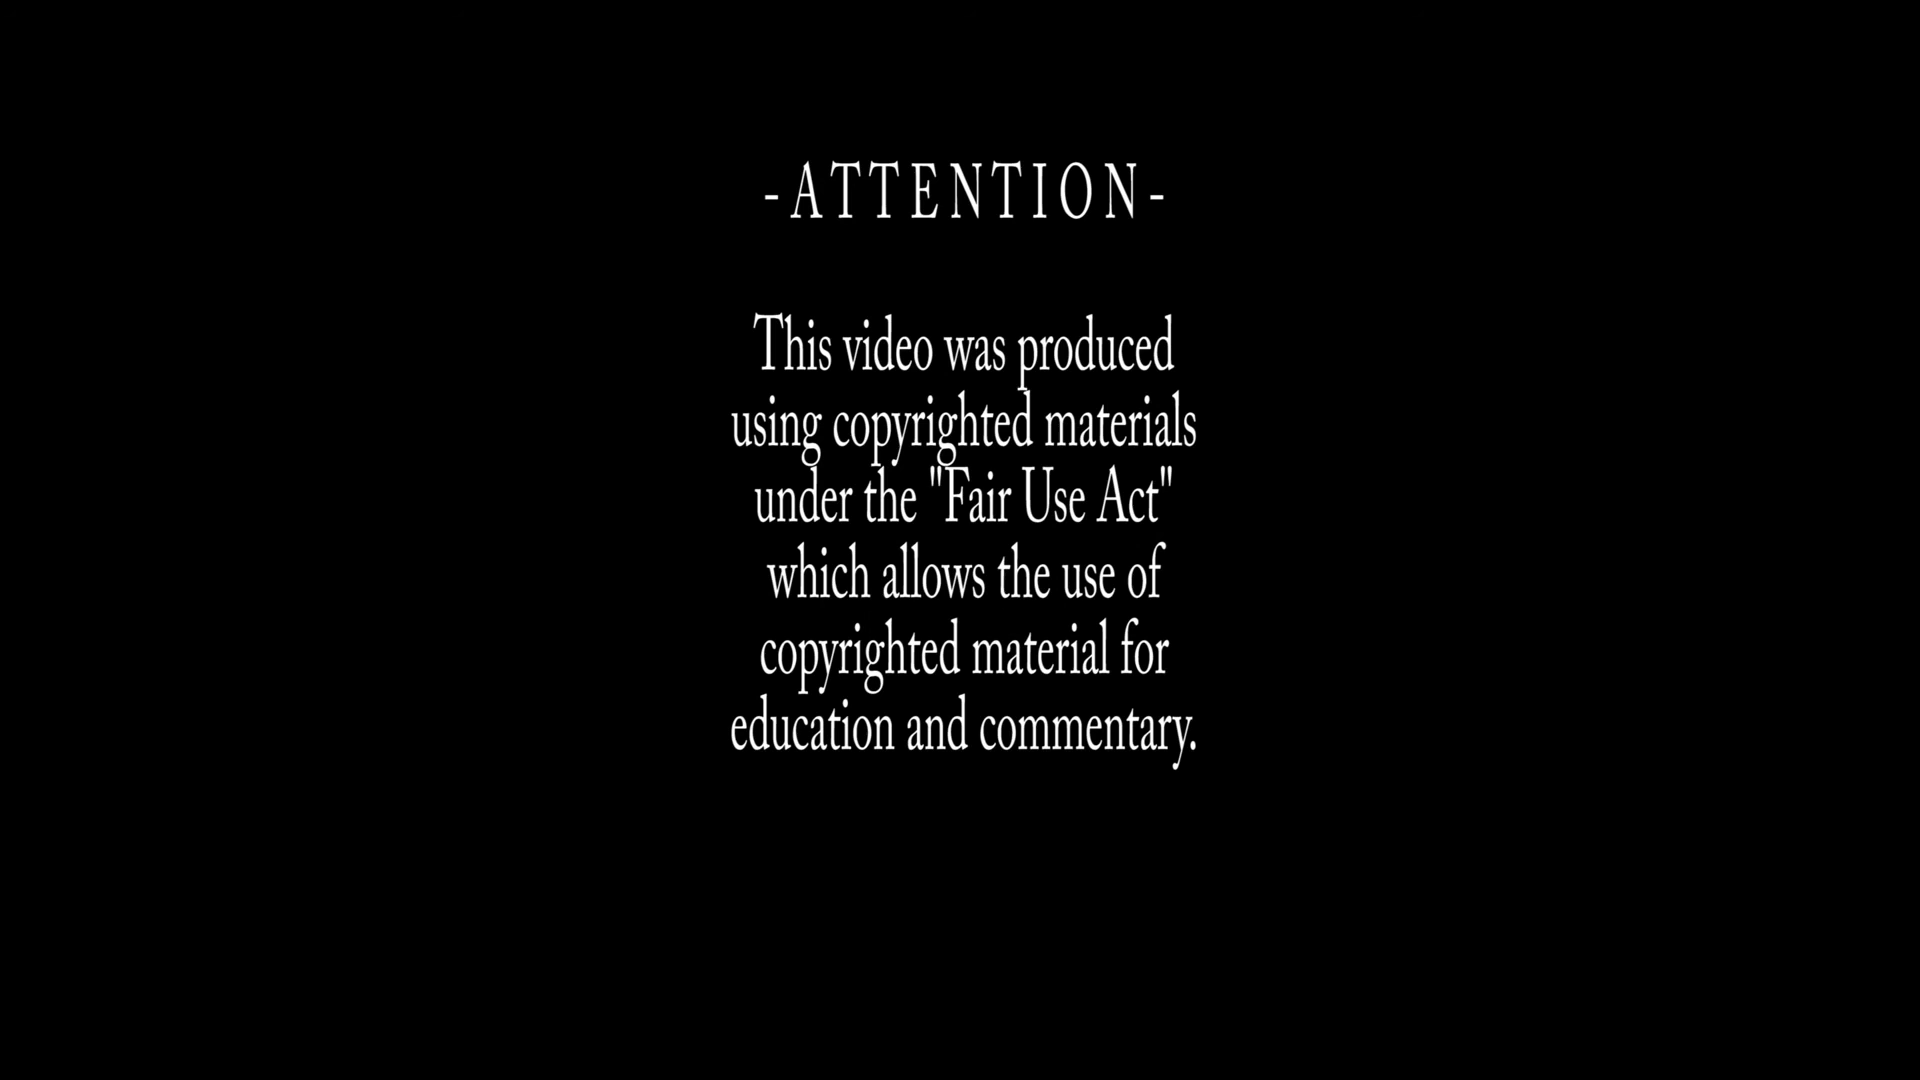 -ATTENTION-
This video was produced
using copyrighted materials
under the "Fair Use Act"
which allows the use of
copyrighted material for
education and commentary.